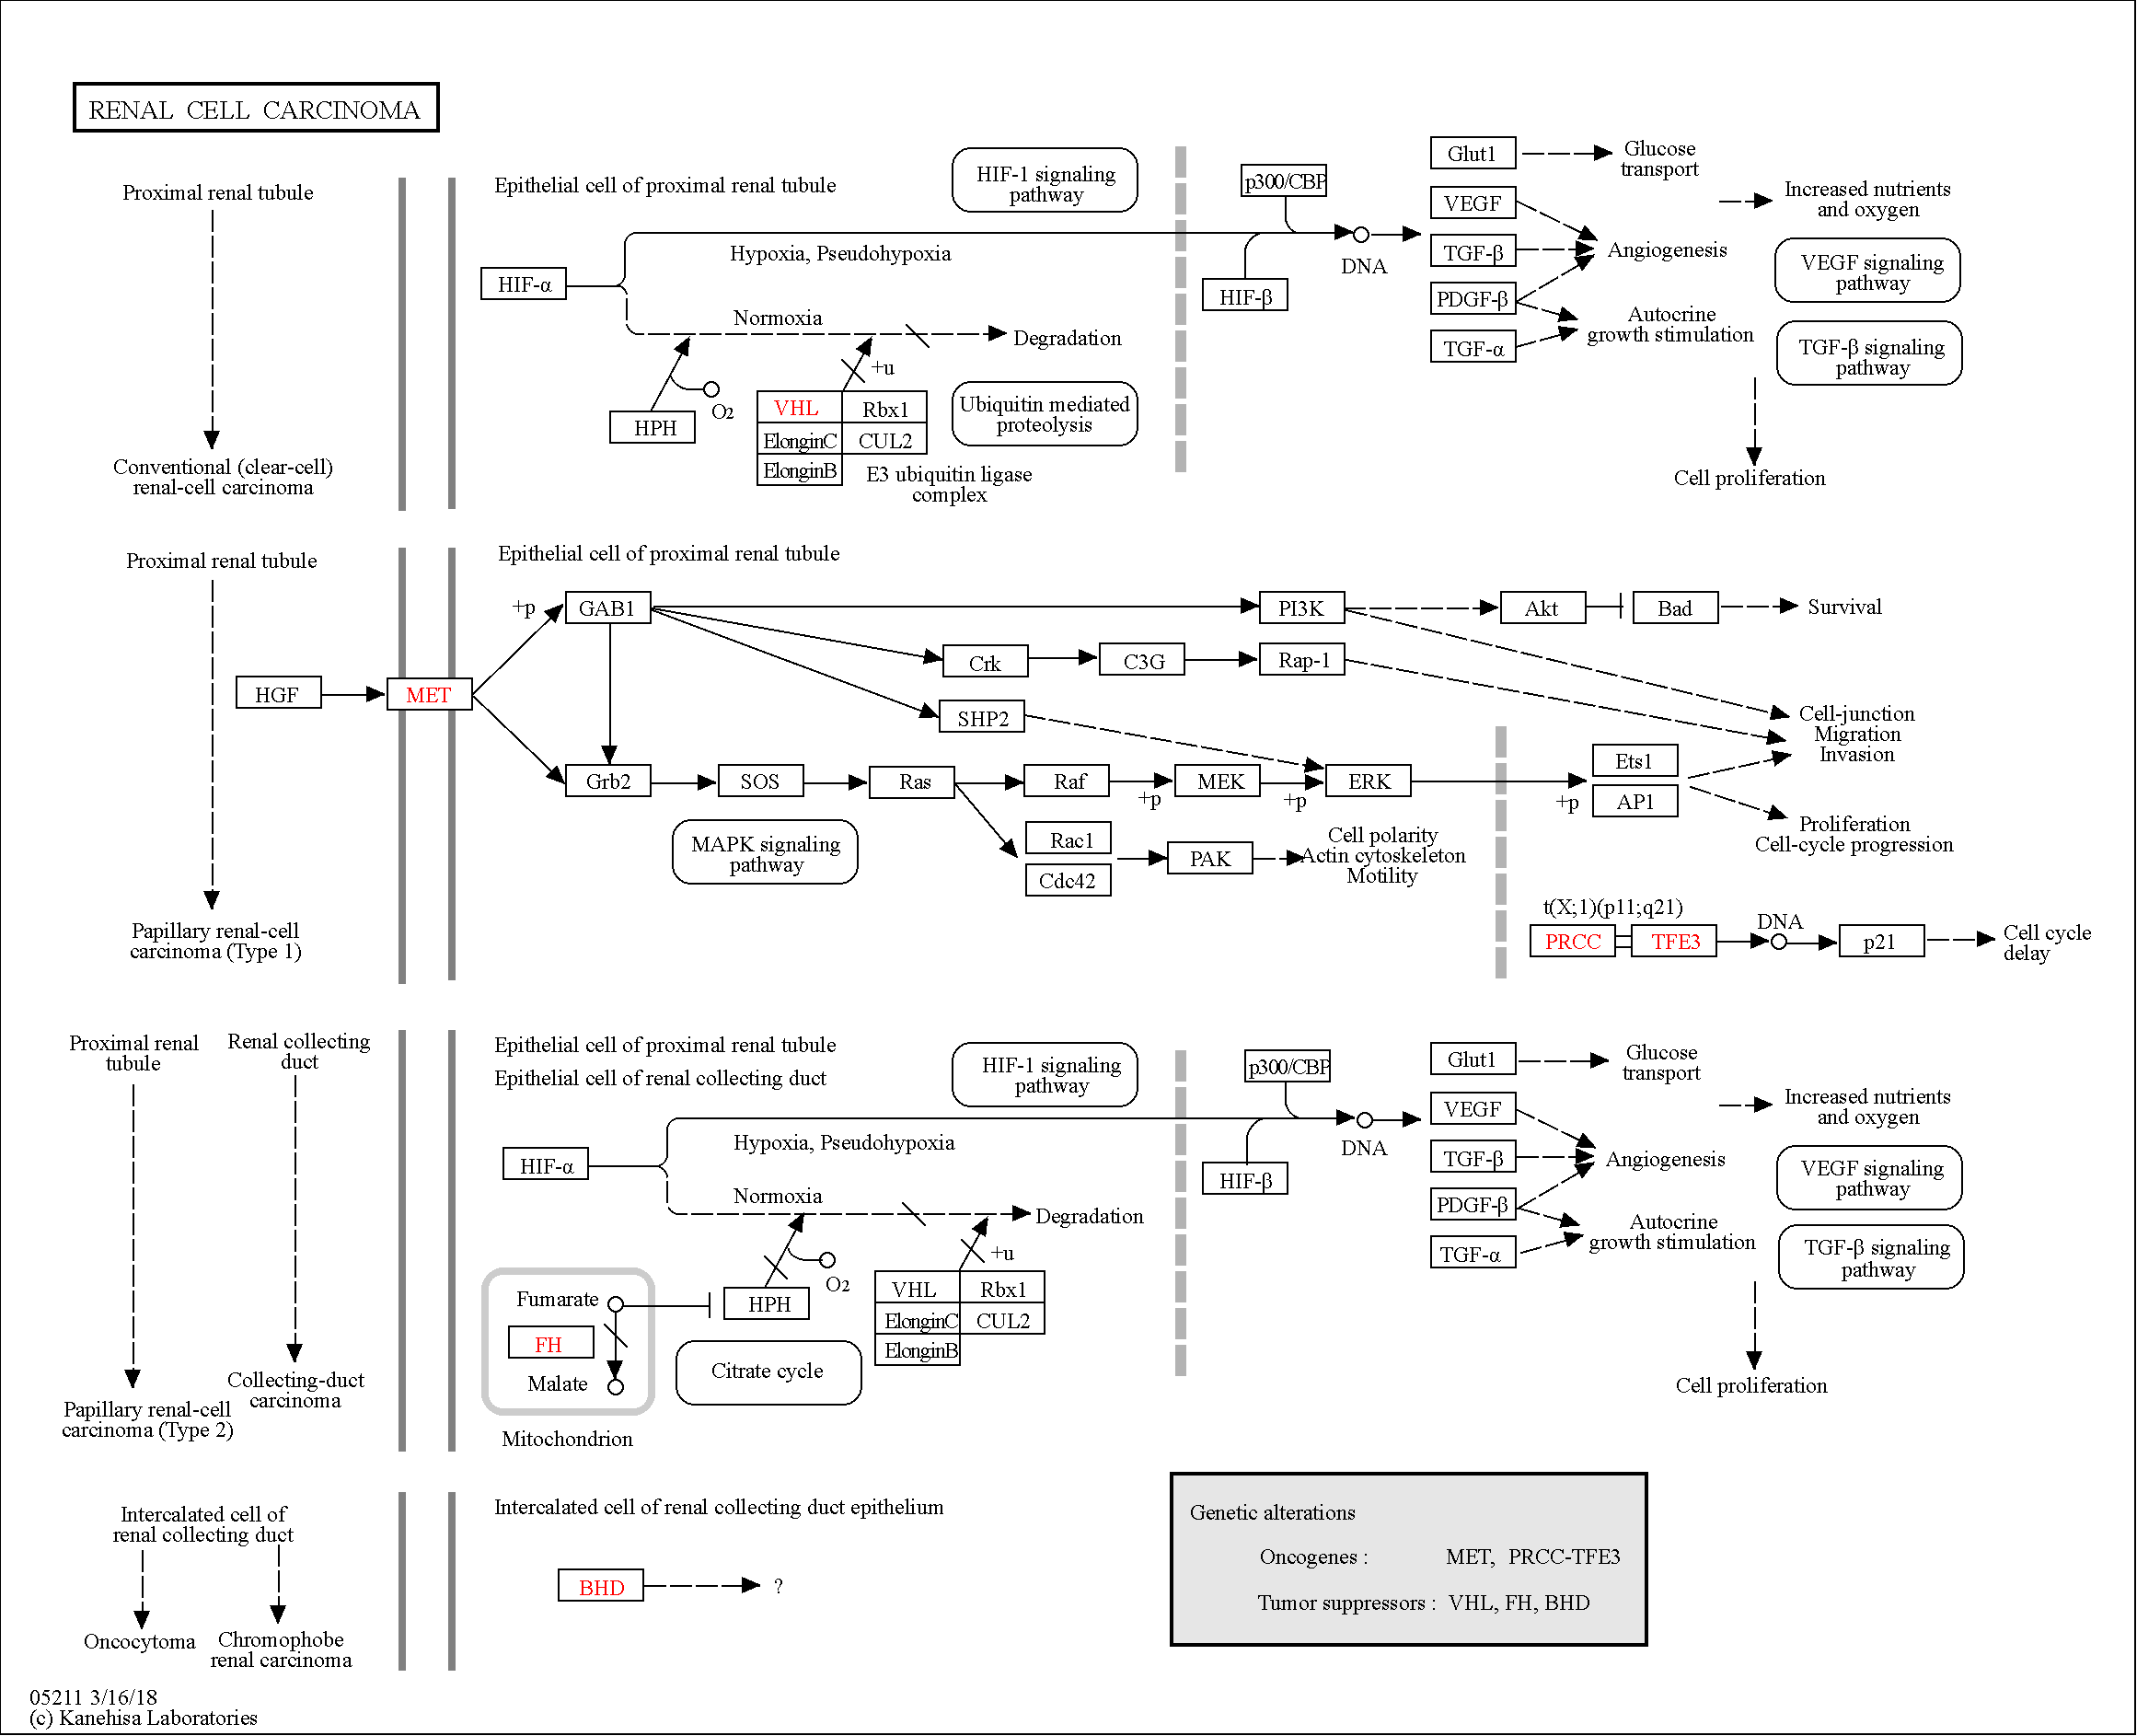 RENAL CELL CARCINOMA
Proximal renal tubule
Conventional (clear-cell)
renal-cell carcinoma
Epithelial cell of proximal renal tubule
HIF-1 signaling
pathway
HIF-α
Hypoxia, Pseudohypoxia
Normoxia
Degradation
HPH
O2
+u
VHL
Rbx1
ElonginC
CUL2
ElonginB
E3 ubiquitin ligase
complex
Ubiquitin mediated
proteolysis
p300/CBP
HIF-β
DNA
Glut1
VEGF
TGF-β
PDGF-β
TGF-α
Glucose
transport
Angiogenesis
Autocrine
growth stimulation
Increased nutrients
and oxygen
VEGF signaling
pathway
TGF-β signaling
pathway
Cell proliferation
Proximal renal tubule
Papillary renal-cell
carcinoma (Type 1)
Epithelial cell of proximal renal tubule
HGF
MET
+p
GAB1
PI3K
Akt
Bad
Survival
Crk
C3G
Rap-1
SHP2
Cell-junction
Migration
Invasion
Grb2
SOS
Ras
Raf
+p
MEK
+p
ERK
+p
Ets1
AP1
Proliferation
Cell-cycle progression
MAPK signaling
pathway
Rac1
Cdc42
PAK
Cell polarity
Actin cytoskeleton
Motility
t(X;1)(p11;q21)
PRCC
TFE3
DNA
p21
Cell cycle
delay
Proximal renal
tubule
Renal collecting
duct
Collecting-duct
carcinoma
Papillary renal-cell
carcinoma (Type 2)
Epithelial cell of proximal renal tubule
Epithelial cell of renal collecting duct
HIF-1 signaling
pathway
HIF-α
Hypoxia, Pseudohypoxia
Normoxia
Degradation
HPH
O2
+u
VHL
Rbx1
ElonginC
CUL2
ElonginB
Fumarate
FH
Malate
Mitochondrion
Citrate cycle
p300/CBP
HIF-β
DNA
Glut1
VEGF
TGF-β
PDGF-β
TGF-α
Glucose
transport
Angiogenesis
Autocrine
growth stimulation
Increased nutrients
and oxygen
VEGF signaling
pathway
TGF-β signaling
pathway
Cell proliferation
Intercalated cell of
renal collecting duct
Oncocytoma
Chromophobe
renal carcinoma
Intercalated cell of renal collecting duct epithelium
BHD
?
Genetic alterations
Oncogenes : MET, PRCC-TFE3
Tumor suppressors : VHL, FH, BHD
05211 3/16/18
(c) Kanehisa Laboratories